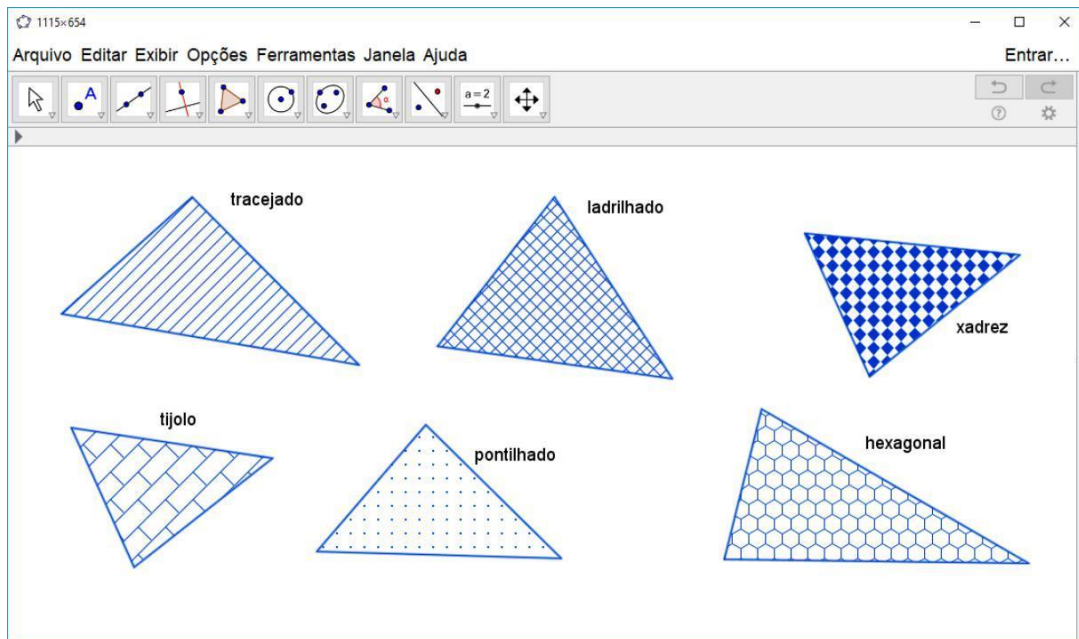 1115×654
Arquivo Editar Exibir Opções Ferramentas Janela Ajuda Entrar...
A α a = 2
tracejado
ladrilhado
xadrez
tijolo
pontilhado
hexagonal